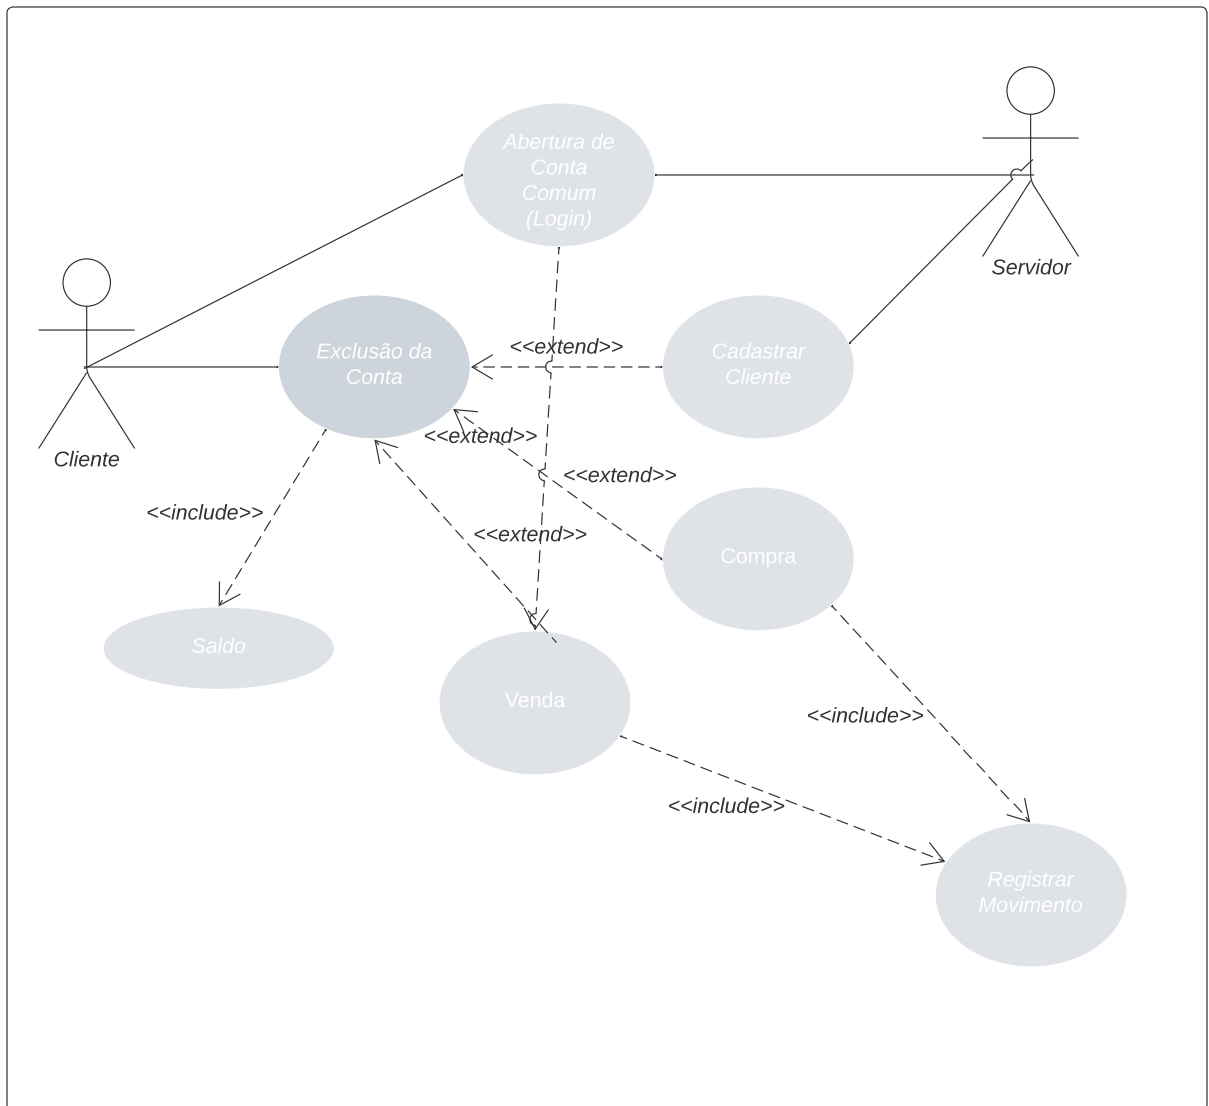 Abertura de
Conta
Comum
(Login)
Servidor
<<extend>>
Exclusão da
Conta
Cadastrar
Cliente
<<extend>>
Cliente
<<extend>>
<<include>>
<<extend>>
Compra
Saldo
Venda
<<include>>
<<include>>
Registrar
Movimento